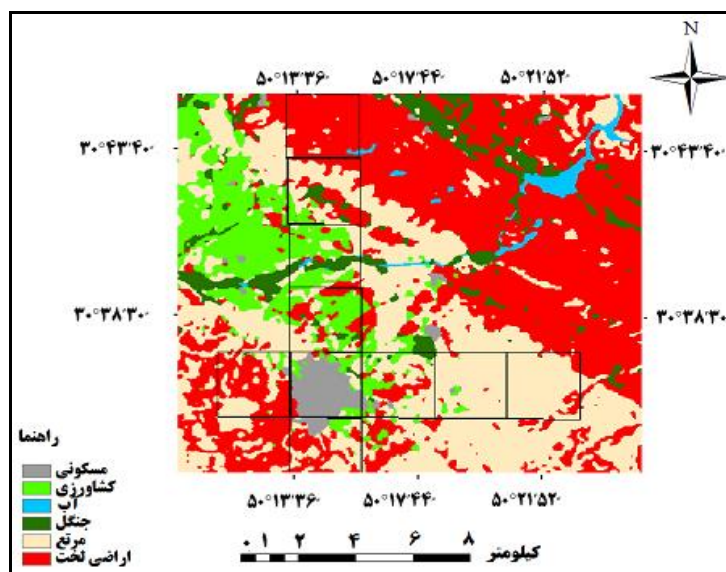 N
۵۰°۱۳´۳۶´ ۵۰°۱۷´۴۴´ ۵۰°۲۱´۵۲´
۳۰°۴۳´۴۰´ ۳۰°۴۳´۴۰´
۳۰°۳۸´۳۰´ ۳۰°۳۸´۳۰´
راهنما
مسکونی
کشاورزی
آب
جنگل
مرتع
اراضی لخت
۵۰°۱۳´۳۶´ ۵۰°۱۷´۴۴´ ۵۰°۲۱´۵۲´
۰ ۱ ۲ ۴ ۶ ۸
کیلومتر